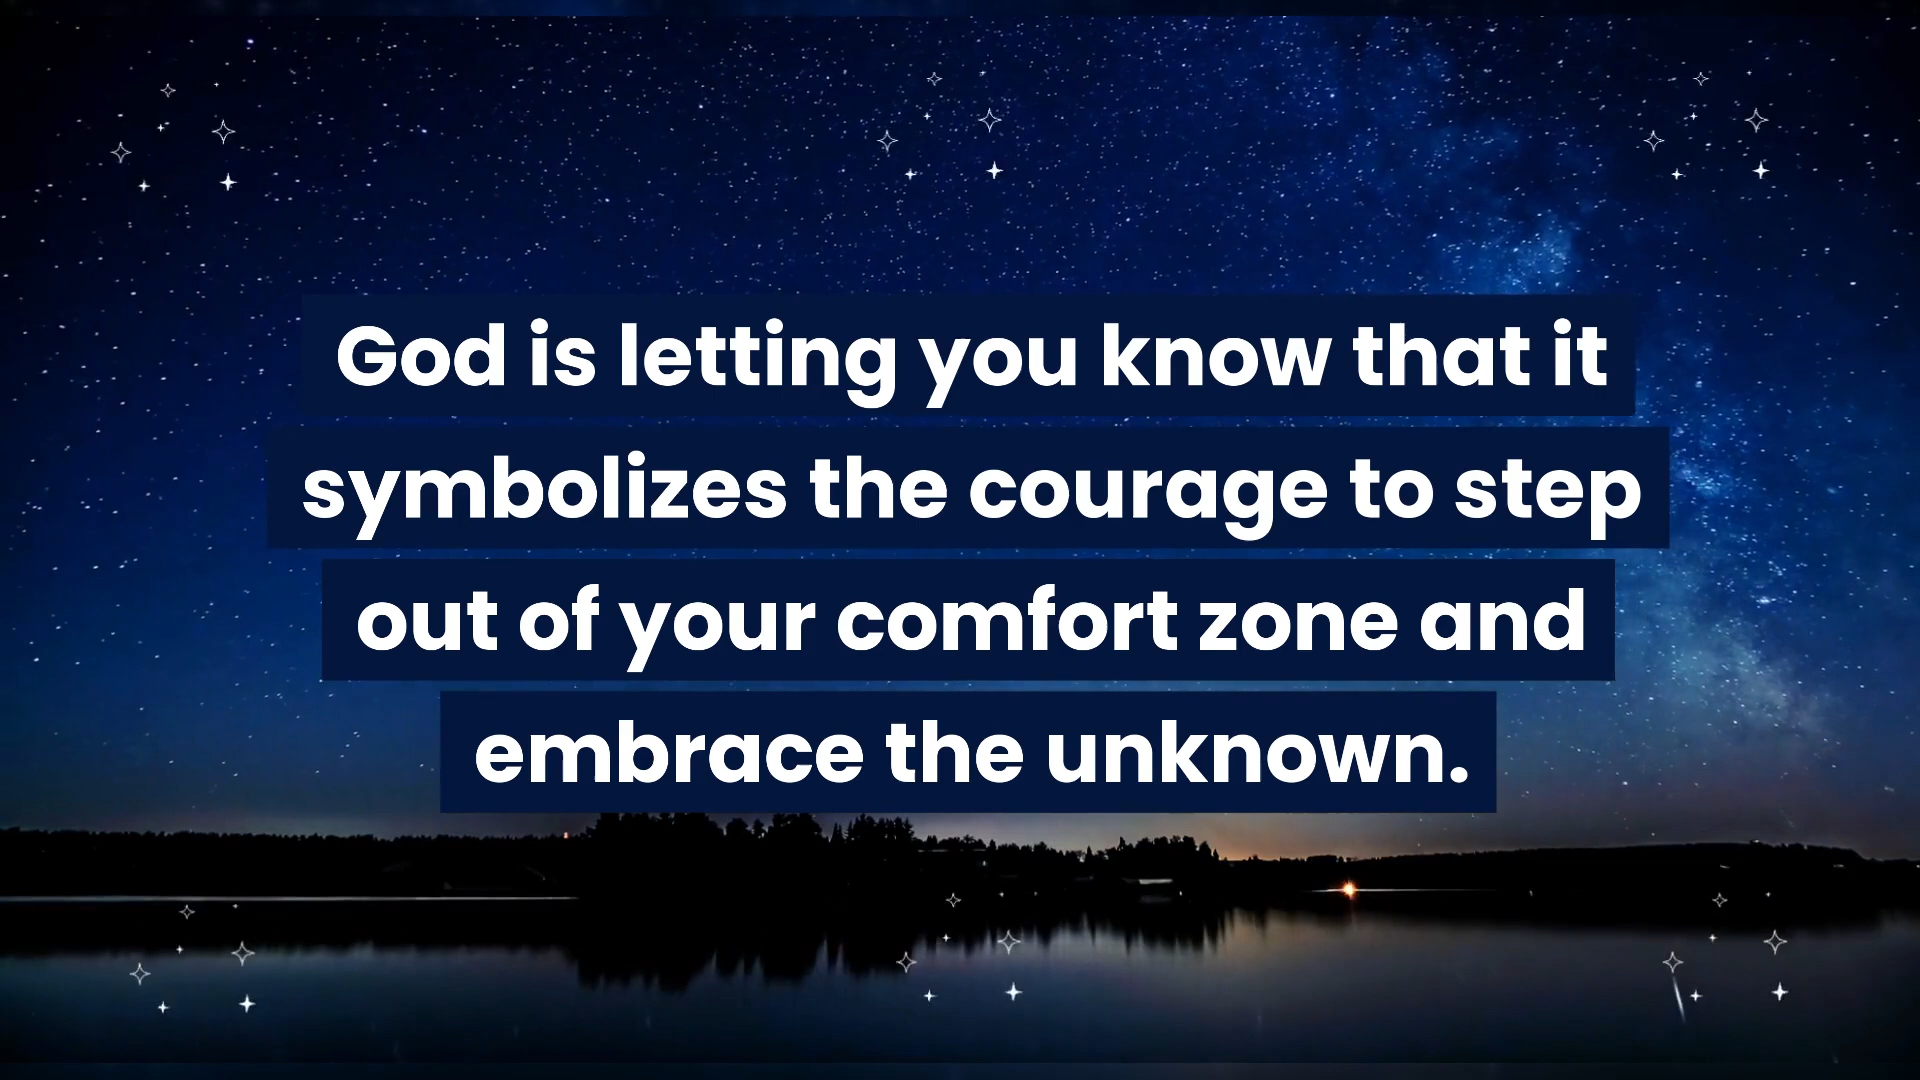 God is letting you know that it
symbolizes the courage to step
out of your comfort zone and
embrace the unknown.